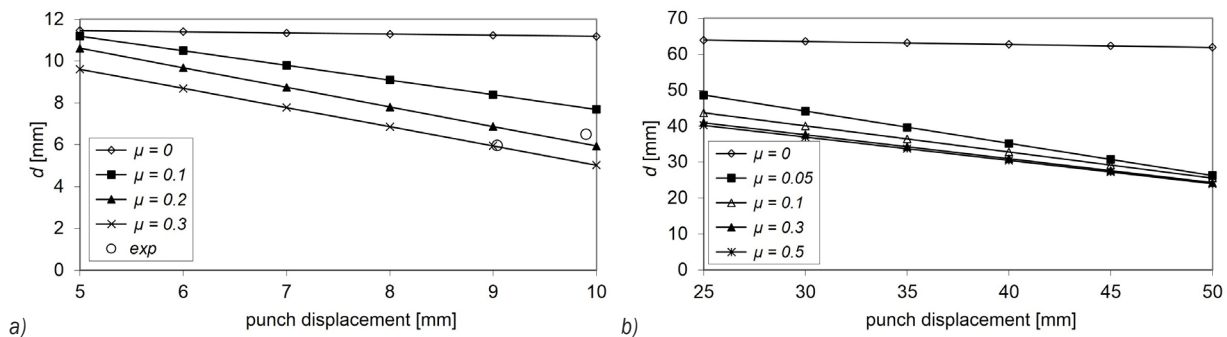 12
10
8
6
4
2
0
d [mm]
μ = 0
μ = 0.1
μ = 0.2
μ = 0.3
exp
5 6 7 8 9 10
punch displacement [mm]
a)
70
60
50
40
30
20
10
0
d [mm]
μ = 0
μ = 0.05
μ = 0.1
μ = 0.3
μ = 0.5
25 30 35 40 45 50
punch displacement [mm]
b)